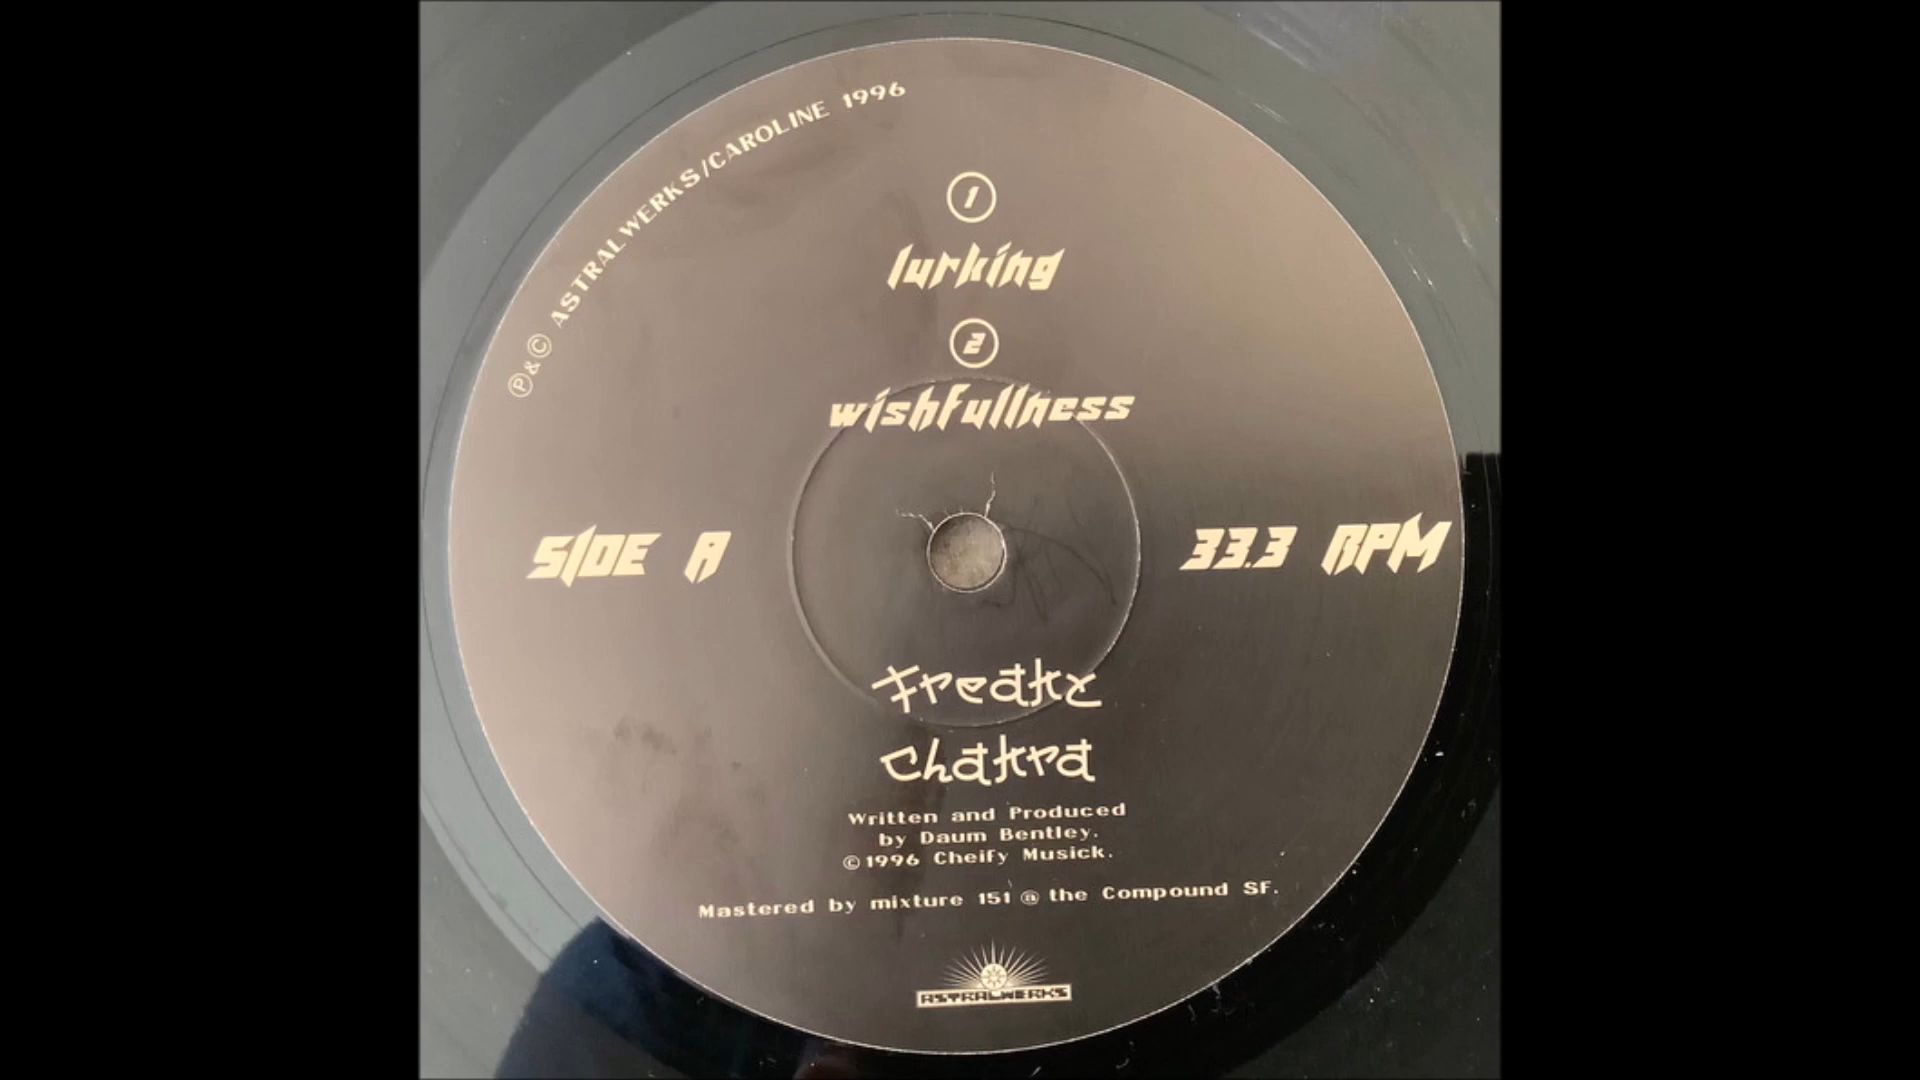 Ⓟ&© ASTRALWERKS/CAROLINE 1996
1
lurking
2
wishfullness
SIDE A
33.3 RPM
Freaky
Chakra
Written and Produced
by Daum Bentley.
©1996 Cheify Musick.
Mastered by mixture 151 @ the Compound SF.
ASTRALWERKS